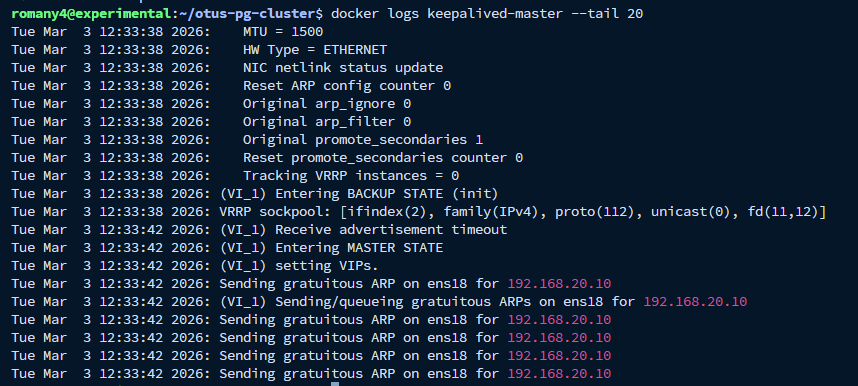 romany4@experimental:~/otus-pg-cluster$ docker logs keepalived-master --tail 20
Tue Mar  3 12:33:38 2026:    MTU = 1500
Tue Mar  3 12:33:38 2026:    HW Type = ETHERNET
Tue Mar  3 12:33:38 2026:    NIC netlink status update
Tue Mar  3 12:33:38 2026:    Reset ARP config counter 0
Tue Mar  3 12:33:38 2026:    Original arp_ignore 0
Tue Mar  3 12:33:38 2026:    Original arp_filter 0
Tue Mar  3 12:33:38 2026:    Original promote_secondaries 1
Tue Mar  3 12:33:38 2026:    Reset promote_secondaries counter 0
Tue Mar  3 12:33:38 2026:    Tracking VRRP instances = 0
Tue Mar  3 12:33:38 2026: (VI_1) Entering BACKUP STATE (init)
Tue Mar  3 12:33:38 2026: VRRP sockpool: [ifindex(2), family(IPv4), proto(112), unicast(0), fd(11,12)]
Tue Mar  3 12:33:42 2026: (VI_1) Receive advertisement timeout
Tue Mar  3 12:33:42 2026: (VI_1) Entering MASTER STATE
Tue Mar  3 12:33:42 2026: (VI_1) setting VIPs.
Tue Mar  3 12:33:42 2026: Sending gratuitous ARP on ens18 for 192.168.20.10
Tue Mar  3 12:33:42 2026: (VI_1) Sending/queueing gratuitous ARPs on ens18 for 192.168.20.10
Tue Mar  3 12:33:42 2026: Sending gratuitous ARP on ens18 for 192.168.20.10
Tue Mar  3 12:33:42 2026: Sending gratuitous ARP on ens18 for 192.168.20.10
Tue Mar  3 12:33:42 2026: Sending gratuitous ARP on ens18 for 192.168.20.10
Tue Mar  3 12:33:42 2026: Sending gratuitous ARP on ens18 for 192.168.20.10